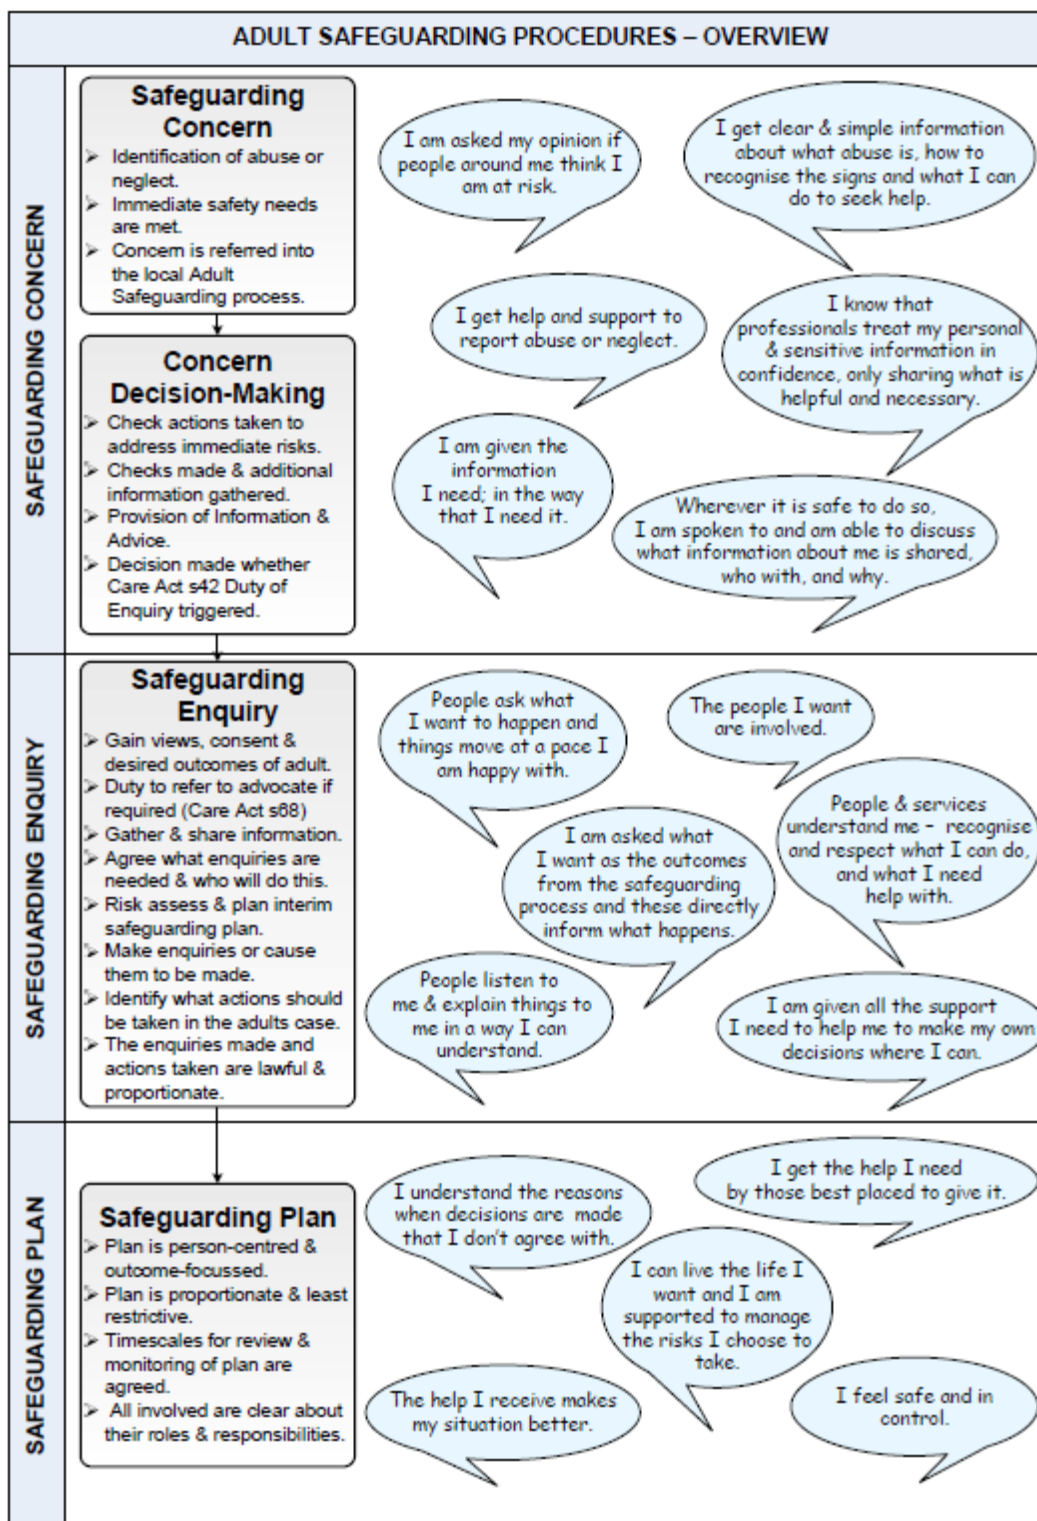 ADULT SAFEGUARDING PROCEDURES – OVERVIEW
SAFEGUARDING CONCERN
Safeguarding
Concern
➢ Identification of abuse or
neglect.
➢ Immediate safety needs
are met.
➢ Concern is referred into
the local Adult
Safeguarding process.
Concern
Decision-Making
➢ Check actions taken to
address immediate risks.
➢ Checks made & additional
information gathered.
➢ Provision of Information &
Advice.
➢ Decision made whether
Care Act s42 Duty of
Enquiry triggered.
I am asked my opinion if
people around me think I
am at risk.
I get clear & simple information
about what abuse is, how to
recognise the signs and what I can
do to seek help.
I get help and support to
report abuse or neglect.
I know that
professionals treat my personal
& sensitive information in
confidence, only sharing what is
helpful and necessary.
I am given the
information
I need; in the way
that I need it.
Wherever it is safe to do so,
I am spoken to and am able to discuss
what information about me is shared,
who with, and why.
SAFEGUARDING ENQUIRY
Safeguarding
Enquiry
➢ Gain views, consent &
desired outcomes of adult.
➢ Duty to refer to advocate if
required (Care Act s68)
➢ Gather & share information.
➢ Agree what enquiries are
needed & who will do this.
➢ Risk assess & plan interim
safeguarding plan.
➢ Make enquiries or cause
them to be made.
➢ Identify what actions should
be taken in the adults case.
➢ The enquiries made and
actions taken are lawful &
proportionate.
People ask what
I want to happen and
things move at a pace I
am happy with.
The people I want
are involved.
I am asked what
I want as the outcomes
from the safeguarding
process and these directly
inform what happens.
People & services
understand me – recognise
and respect what I can do,
and what I need
help with.
People listen to
me & explain things to
me in a way I can
understand.
I am given all the support
I need to help me to make my own
decisions where I can.
SAFEGUARDING PLAN
Safeguarding Plan
➢ Plan is person-centred &
outcome-focussed.
➢ Plan is proportionate & least
restrictive.
➢ Timescales for review &
monitoring of plan are
agreed.
➢ All involved are clear about
their roles & responsibilities.
I understand the reasons
when decisions are made
that I don't agree with.
I get the help I need
by those best placed to give it.
I can live the life I
want and I am
supported to manage
the risks I choose to
take.
The help I receive makes
my situation better.
I feel safe and in
control.